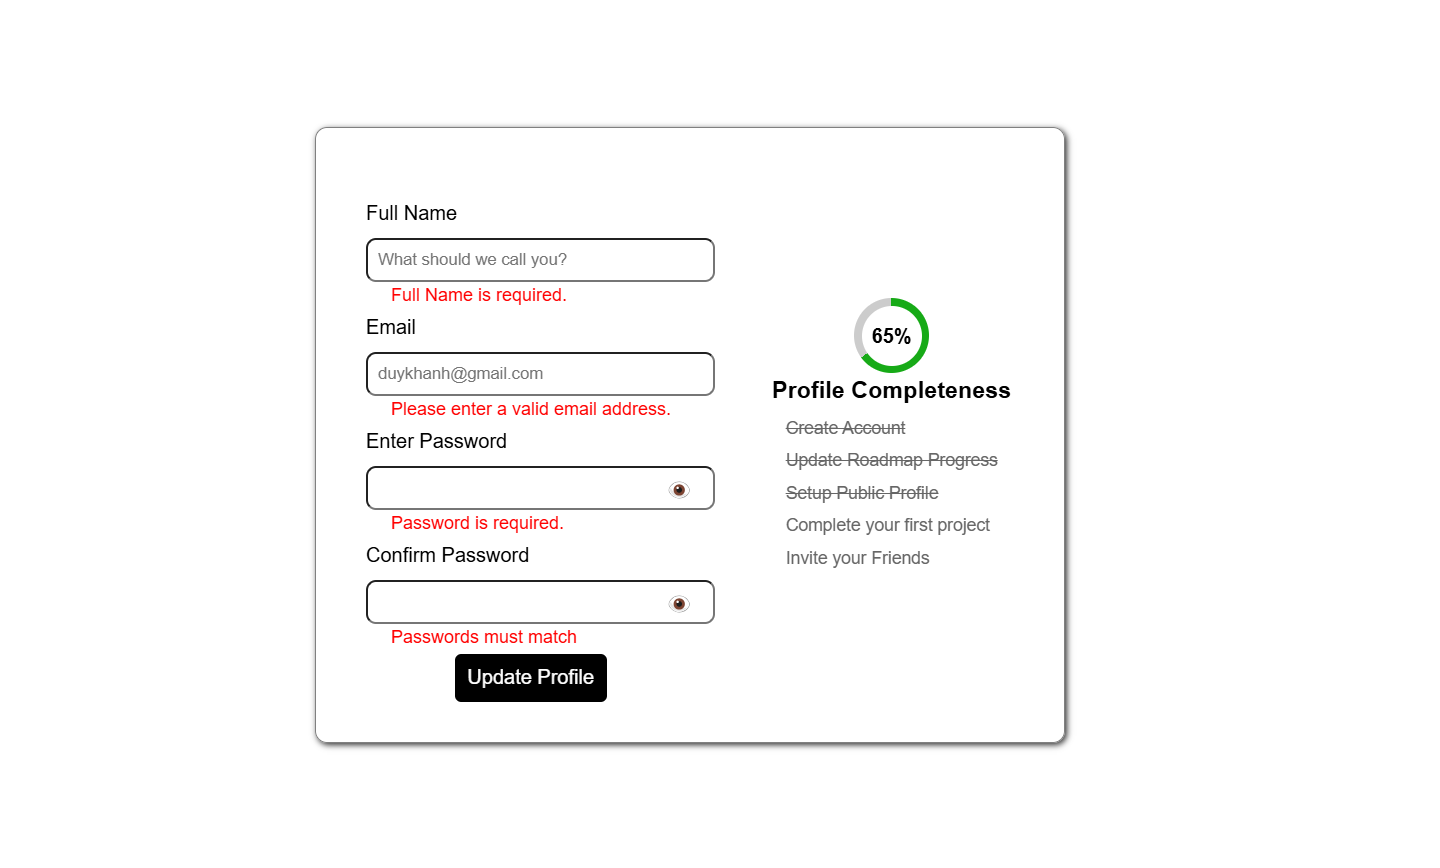 Full Name
What should we call you?
Full Name is required.
Email
duykhanh@gmail.com
Please enter a valid email address.
Enter Password
Password is required.
Confirm Password
Passwords must match
Update Profile
65%
Profile Completeness
Create Account
Update Roadmap Progress
Setup Public Profile
Complete your first project
Invite your Friends